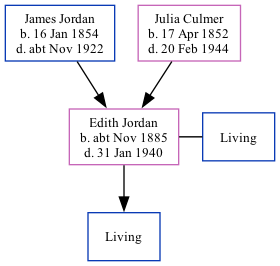 James Jordan
b. 16 Jan 1854
d. abt Nov 1922
Julia Culmer
b. 17 Apr 1852
d. 20 Feb 1944
Edith Jordan
b. abt Nov 1885
d. 31 Jan 1940
Living
Living